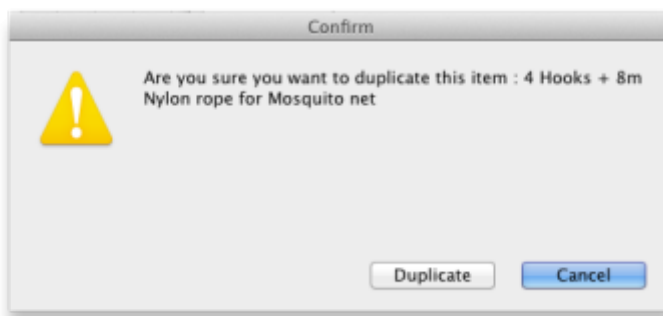 Confirm
Are you sure you want to duplicate this item : 4 Hooks + 8m
Nylon rope for Mosquito net
Duplicate
Cancel